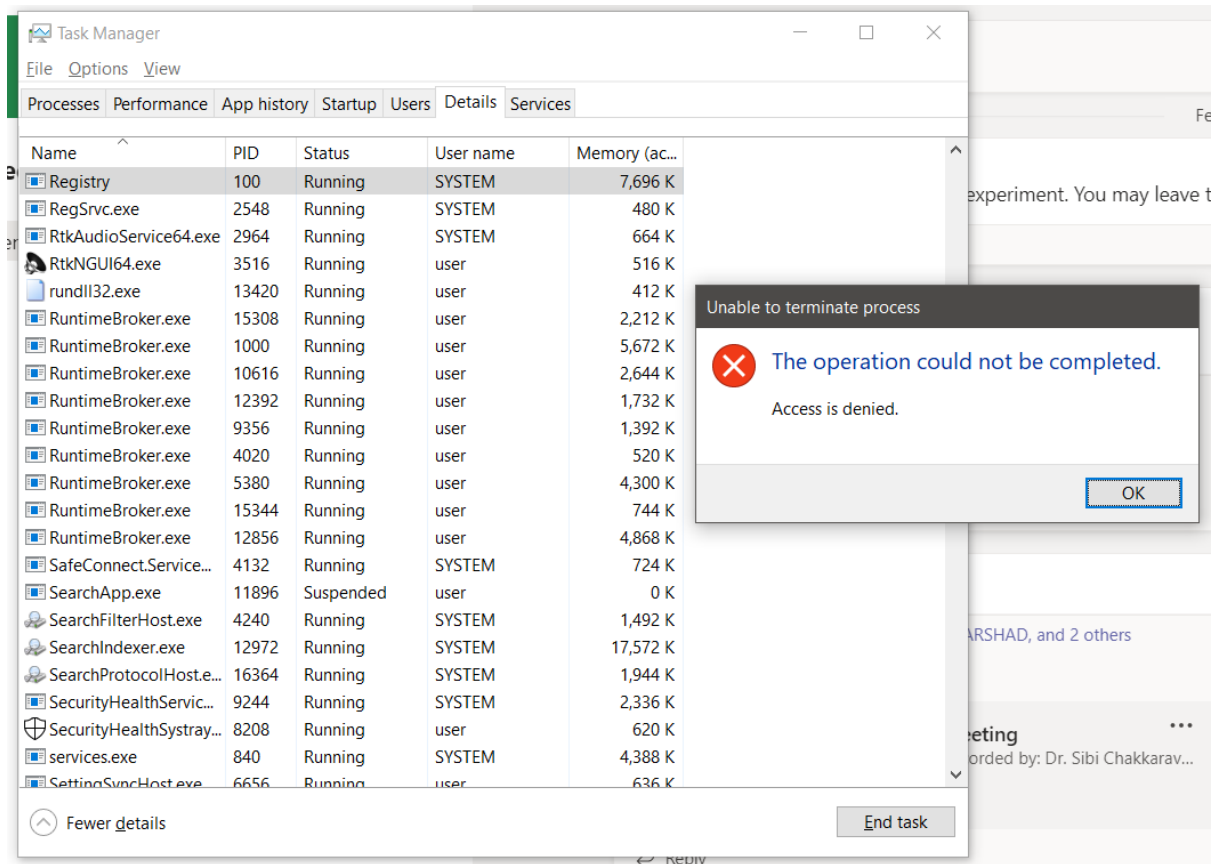 Task Manager
File Options View
Processes Performance App history Startup Users Details Services
Name PID Status User name Memory (ac...
Registry 100 Running SYSTEM 7,696 K
RegSrvc.exe 2548 Running SYSTEM 480 K
RtkAudioService64.exe 2964 Running SYSTEM 664 K
RtkNGUI64.exe 3516 Running user 516 K
rundll32.exe 13420 Running user 412 K
RuntimeBroker.exe 15308 Running user 2,212 K
RuntimeBroker.exe 1000 Running user 5,672 K
RuntimeBroker.exe 10616 Running user 2,644 K
RuntimeBroker.exe 12392 Running user 1,732 K
RuntimeBroker.exe 9356 Running user 1,392 K
RuntimeBroker.exe 4020 Running user 520 K
RuntimeBroker.exe 5380 Running user 4,300 K
RuntimeBroker.exe 15344 Running user 744 K
RuntimeBroker.exe 12856 Running user 4,868 K
SafeConnect.Service... 4132 Running SYSTEM 724 K
SearchApp.exe 11896 Suspended user 0 K
SearchFilterHost.exe 4240 Running SYSTEM 1,492 K
SearchIndexer.exe 12972 Running SYSTEM 17,572 K
SearchProtocolHost.e... 16364 Running SYSTEM 1,944 K
SecurityHealthServic... 9244 Running SYSTEM 2,336 K
SecurityHealthSystray... 8208 Running user 620 K
services.exe 840 Running SYSTEM 4,388 K
SettingSyncHost.exe 6656 Running user 636 K
Fewer details
End task
Fe
experiment. You may leave t
Unable to terminate process
The operation could not be completed.
Access is denied.
OK
ARSHAD, and 2 others
eeting
orded by: Dr. Sibi Chakkarav...
Reply